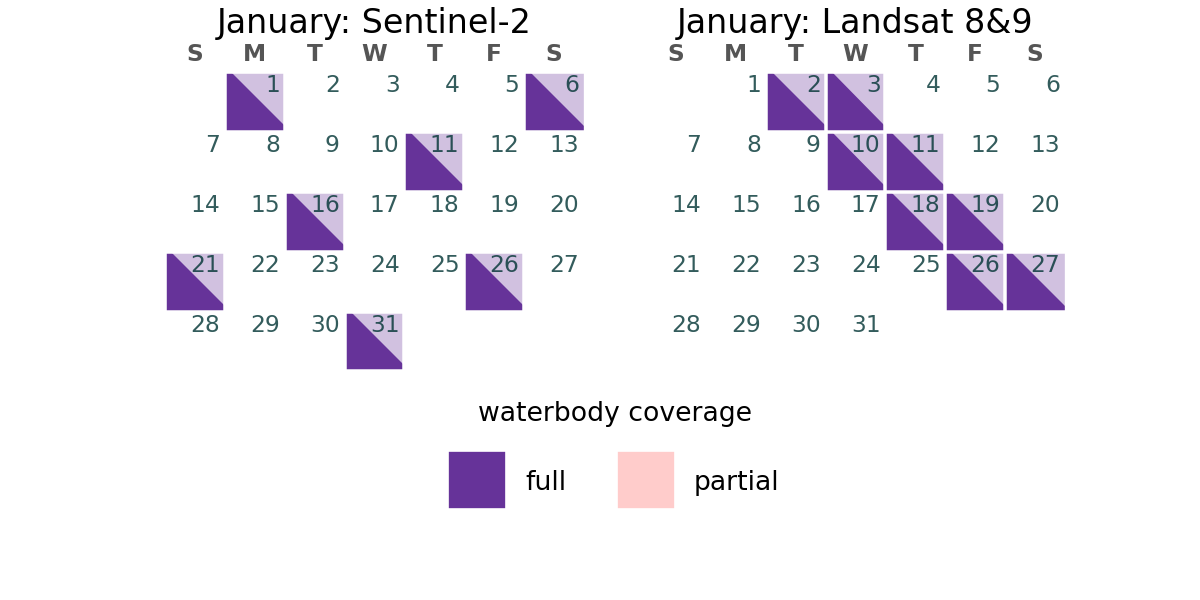 January: Sentinel-2
S M T W T F S
1 2 3 4 5 6
7 8 9 10 11 12 13
14 15 16 17 18 19 20
21 22 23 24 25 26 27
28 29 30 31
January: Landsat 8&9
S M T W T F S
1 2 3 4 5 6
7 8 9 10 11 12 13
14 15 16 17 18 19 20
21 22 23 24 25 26 27
28 29 30 31
waterbody coverage
full
partial